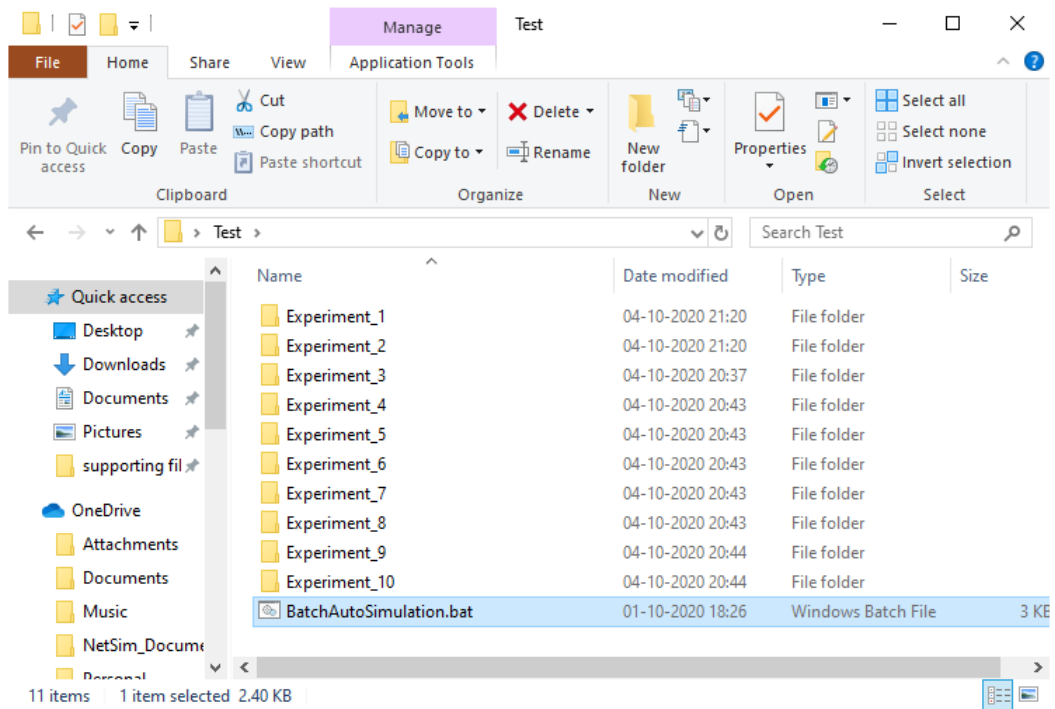 Manage Test
File Home Share View Application Tools
Pin to Quick access
Copy
Paste
Cut
Copy path
Paste shortcut
Clipboard
Move to
Copy to
Delete
Rename
Organize
New folder
New
Properties
Open
Select all
Select none
Invert selection
Select
Test
Search Test
Quick access
Desktop
Downloads
Documents
Pictures
supporting fil
OneDrive
Attachments
Documents
Music
NetSim_Docume
Personal
Name Date modified Type Size
Experiment_1 04-10-2020 21:20 File folder
Experiment_2 04-10-2020 21:20 File folder
Experiment_3 04-10-2020 20:37 File folder
Experiment_4 04-10-2020 20:43 File folder
Experiment_5 04-10-2020 20:43 File folder
Experiment_6 04-10-2020 20:43 File folder
Experiment_7 04-10-2020 20:43 File folder
Experiment_8 04-10-2020 20:43 File folder
Experiment_9 04-10-2020 20:44 File folder
Experiment_10 04-10-2020 20:44 File folder
BatchAutoSimulation.bat 01-10-2020 18:26 Windows Batch File 3 KB
11 items 1 item selected 2.40 KB